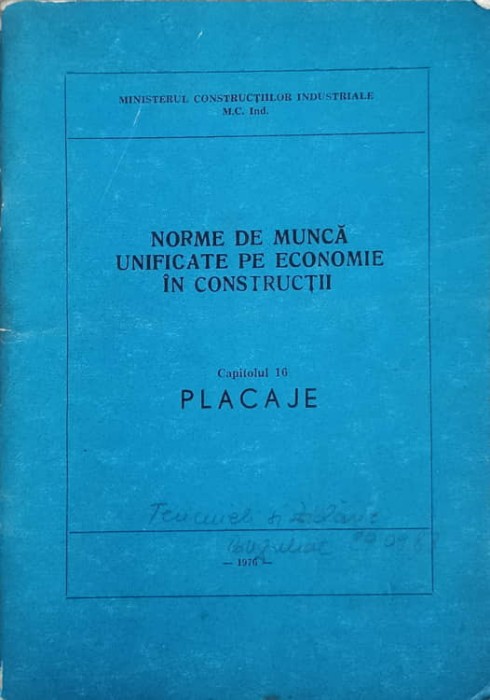 MINISTERUL CONSTRUCȚIILOR INDUSTRIALE
M.C. Ind.
NORME DE MUNCĂ
UNIFICATE PE ECONOMIE
ÎN CONSTRUCȚII
Capitolul 16
PLACAJE
— 1976 —